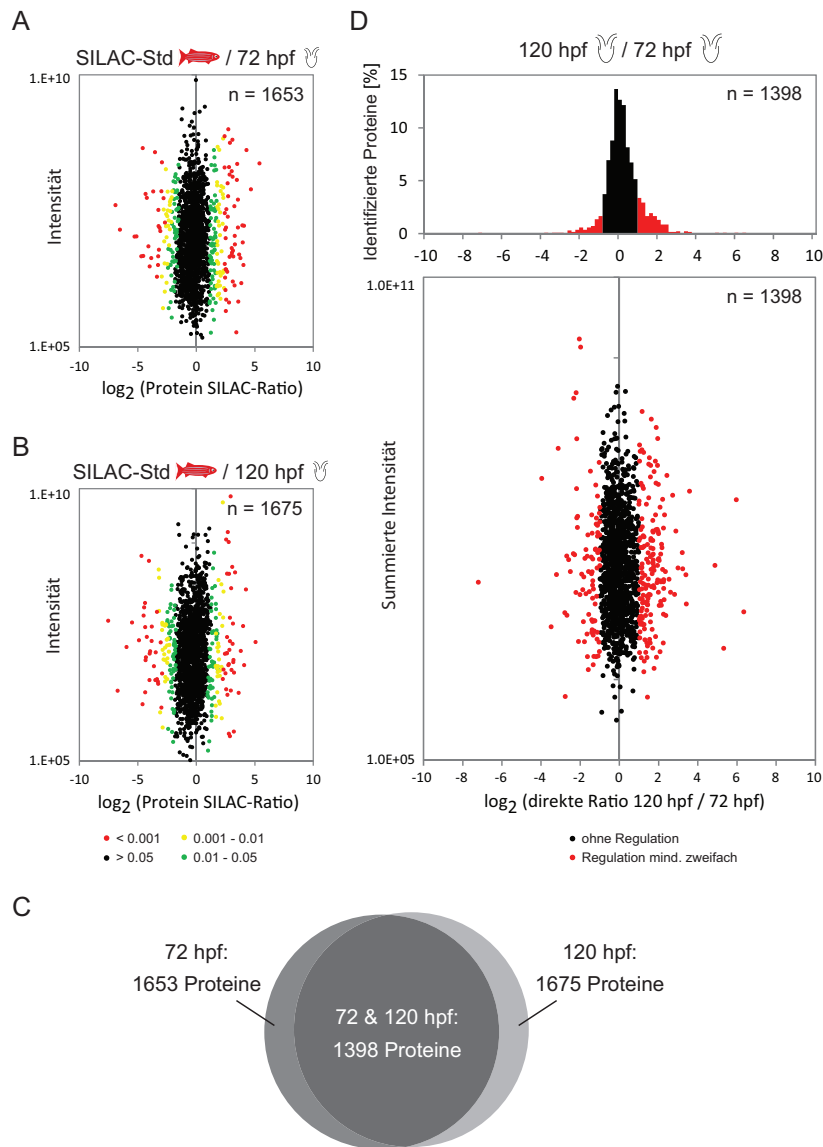 A
SILAC-Std / 72 hpf
1.E+10
n = 1653
Intensität
1.E+05
-10 -5 0 5 10
log2 (Protein SILAC-Ratio)
B
SILAC-Std / 120 hpf
1.E+10
n = 1675
Intensität
1.E+05
-10 -5 0 5 10
log2 (Protein SILAC-Ratio)
< 0.001 0.001 - 0.01
> 0.05 0.01 - 0.05
D
120 hpf / 72 hpf
15
n = 1398
10
5
0
Identifizierte Proteine [%]
-10 -8 -6 -4 -2 0 2 4 6 8 10
1.0E+11
n = 1398
Summierte Intensität
1.0E+05
-10 -8 -6 -4 -2 0 2 4 6 8 10
log2 (direkte Ratio 120 hpf / 72 hpf)
ohne Regulation
Regulation mind. zweifach
C
72 hpf:
1653 Proteine
72 & 120 hpf:
1398 Proteine
120 hpf:
1675 Proteine